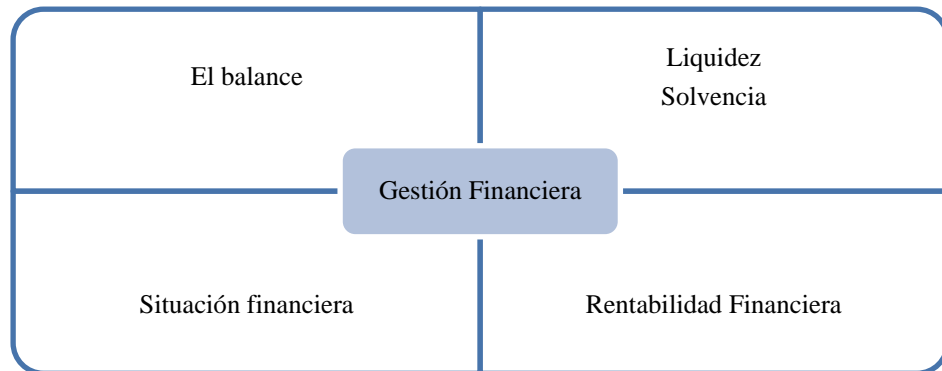 El balance
Liquidez
Solvencia
Gestión Financiera
Situación financiera
Rentabilidad Financiera